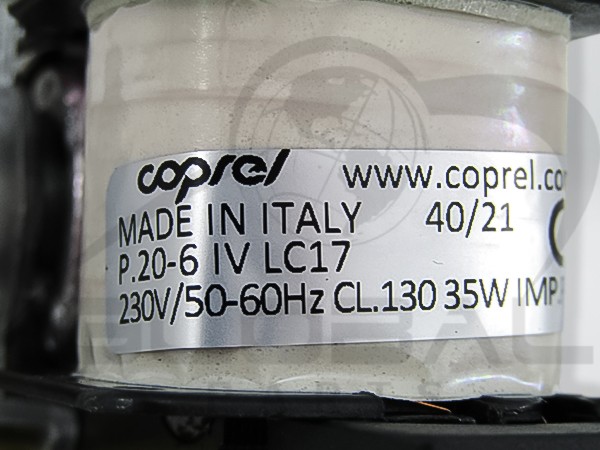 coprel www.coprel.co
MADE IN ITALY 40/21
P.20-6 IV LC17
230V/50-60Hz CL.130 35W IMP.
GLOBAL